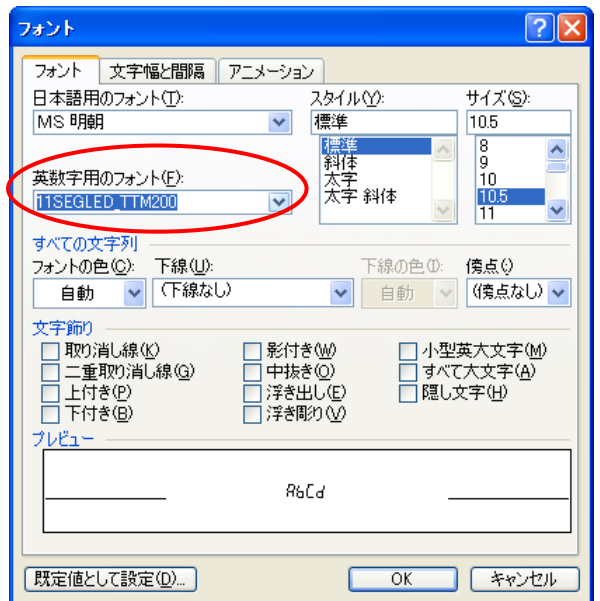 フォント
フォント 文字幅と間隔 アニメーション
日本語用のフォント(T): スタイル(Y): サイズ(S):
MS 明朝 標準 10.5
標準 8
斜体 9
太字 10
太字 斜体 10.5
11
英数字用のフォント(F):
11SEGLED_TTM200
すべての文字列
フォントの色(C): 下線(U): 下線の色(I): 傍点(·)
自動 (下線なし) 自動 (傍点なし)
文字飾り
取り消し線(K) 影付き(W) 小型英大文字(M)
二重取り消し線(G) 中抜き(O) すべて大文字(A)
上付き(P) 浮き出し(E) 隠し文字(H)
下付き(B) 浮き彫り(V)
プレビュー
AbCd
既定値として設定(D)... OK キャンセル